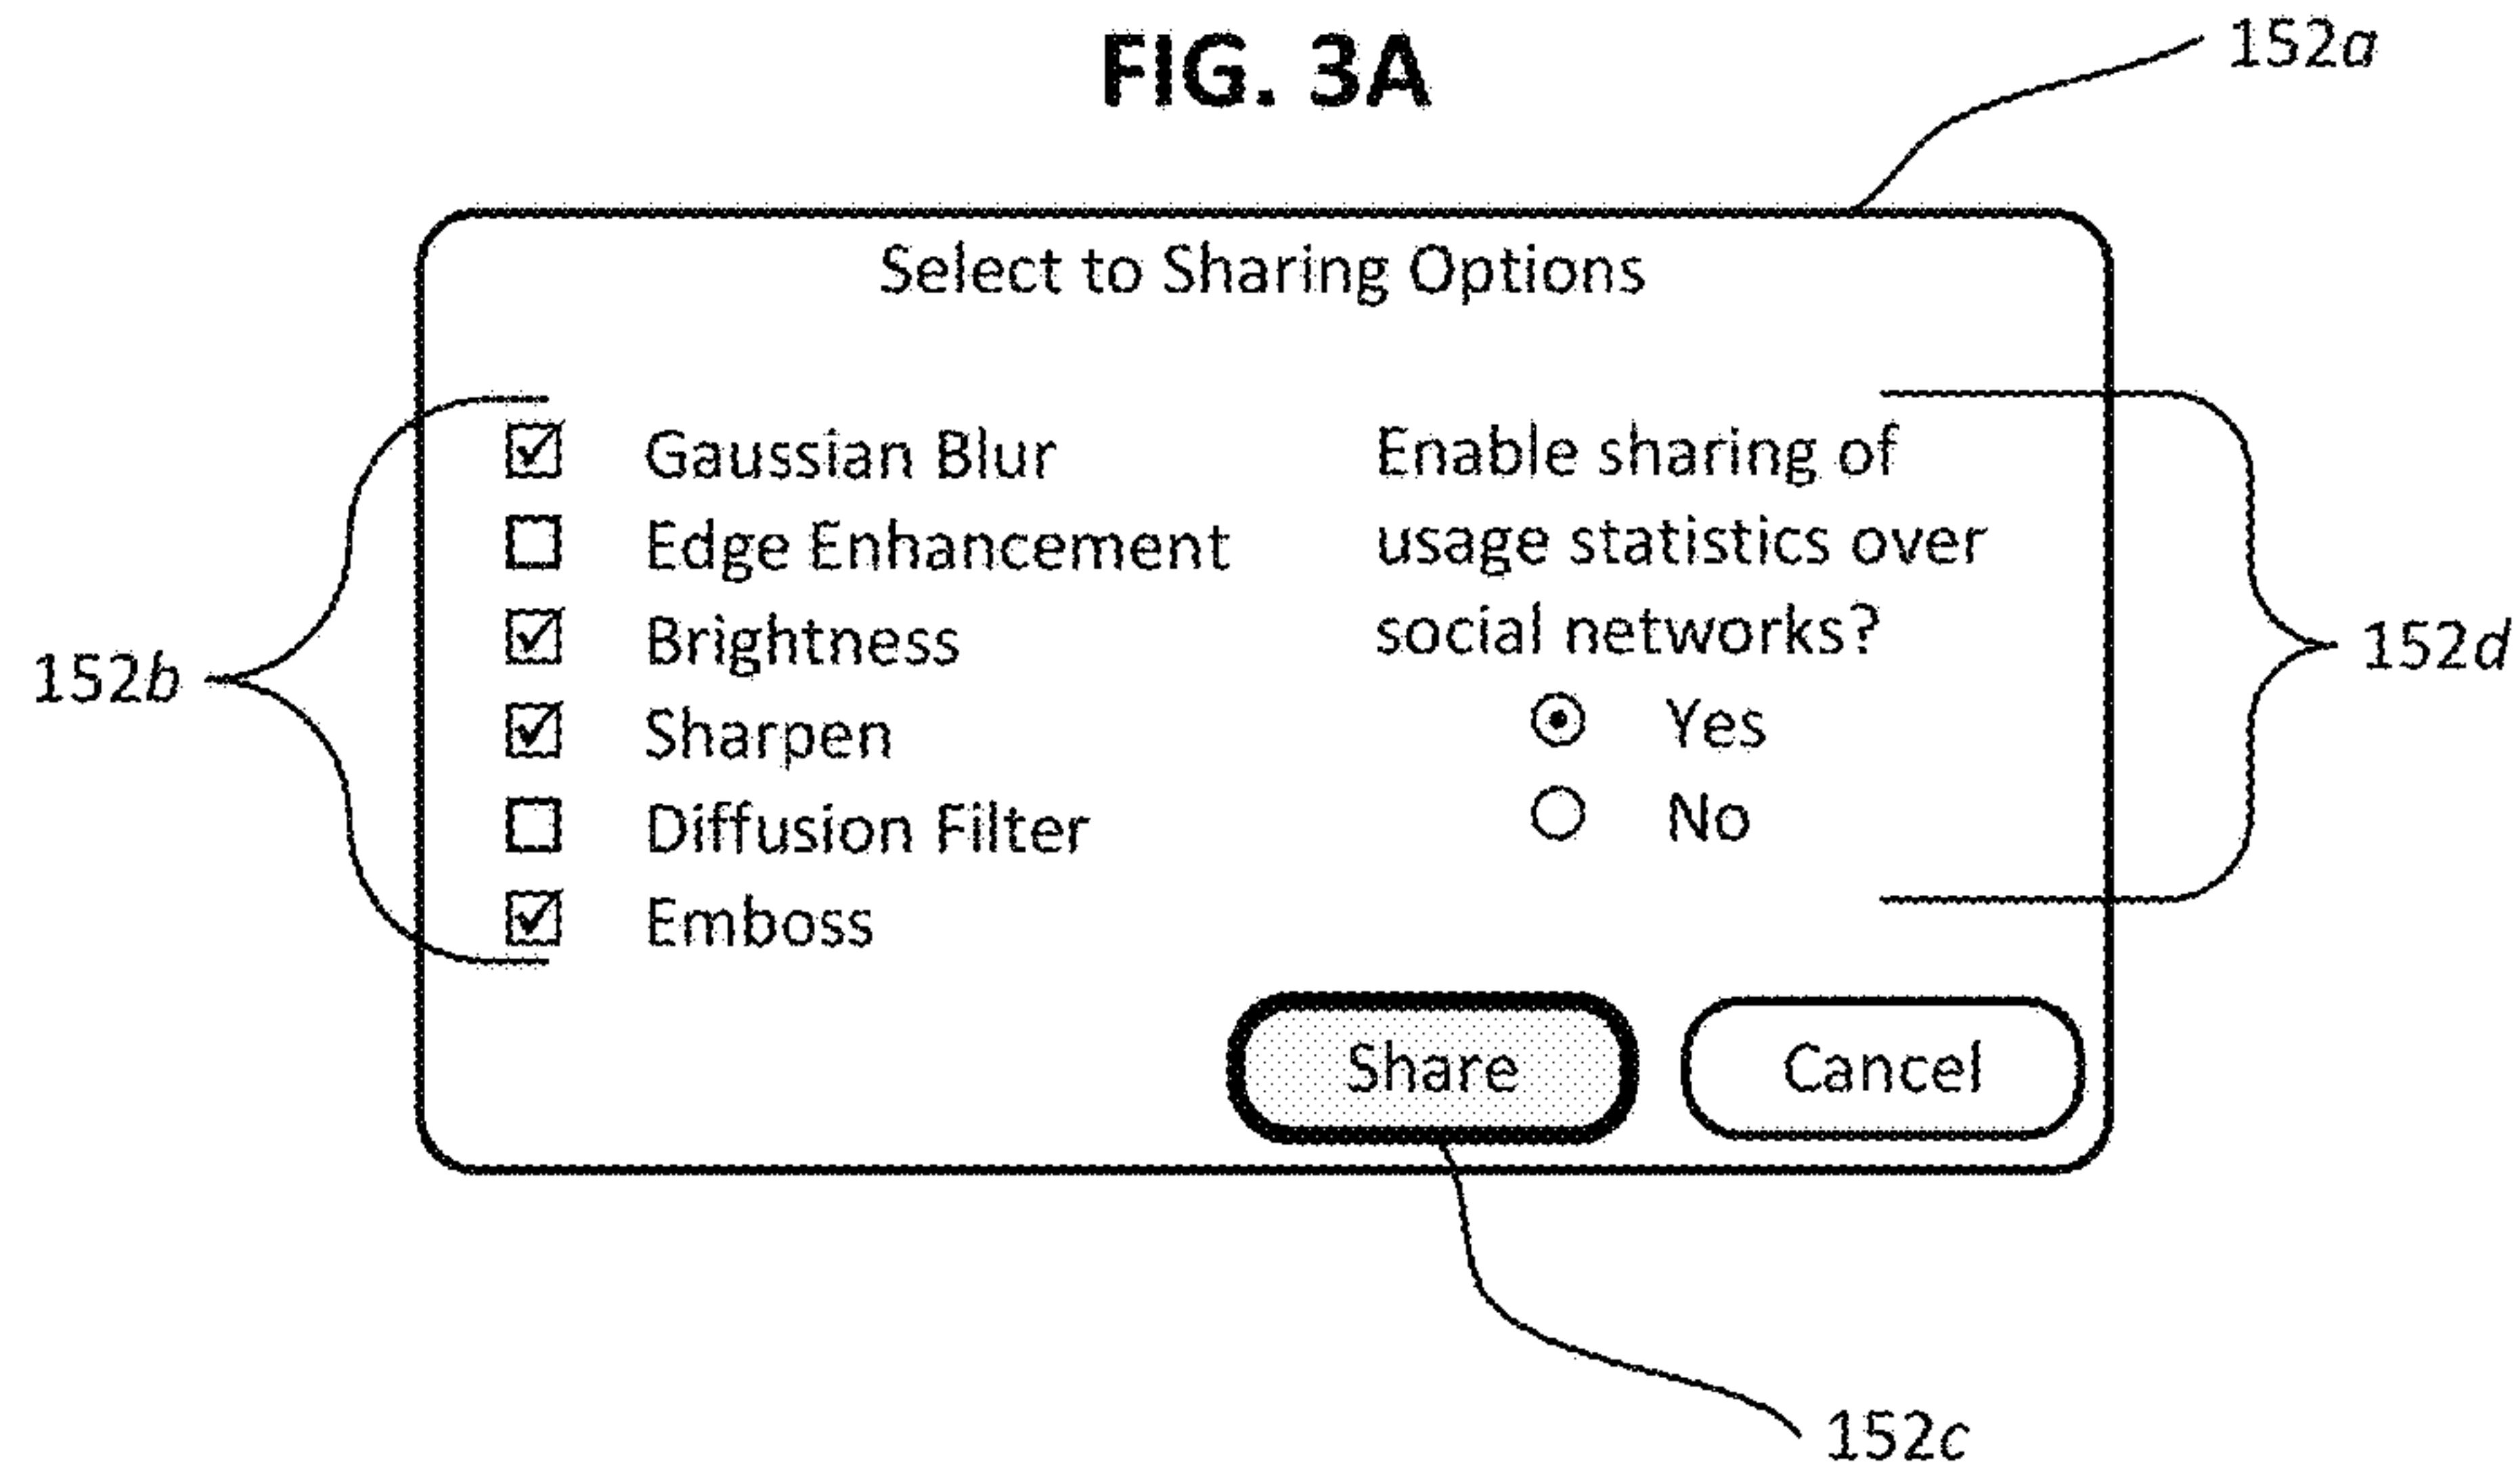 FIG. 3A
152a
Select to Sharing Options
152b
Gaussian Blur
Edge Enhancement
Brightness
Sharpen
Diffusion Filter
Emboss
Enable sharing of
usage statistics over
social networks?
Yes
No
152d
Share
Cancel
152c